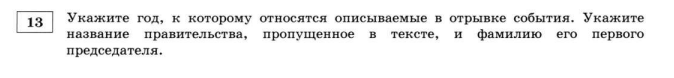 13
Укажите год, к которому относятся описываемые в отрывке события. Укажите
название правительства, пропущенное в тексте, и фамилию его первого
председателя.